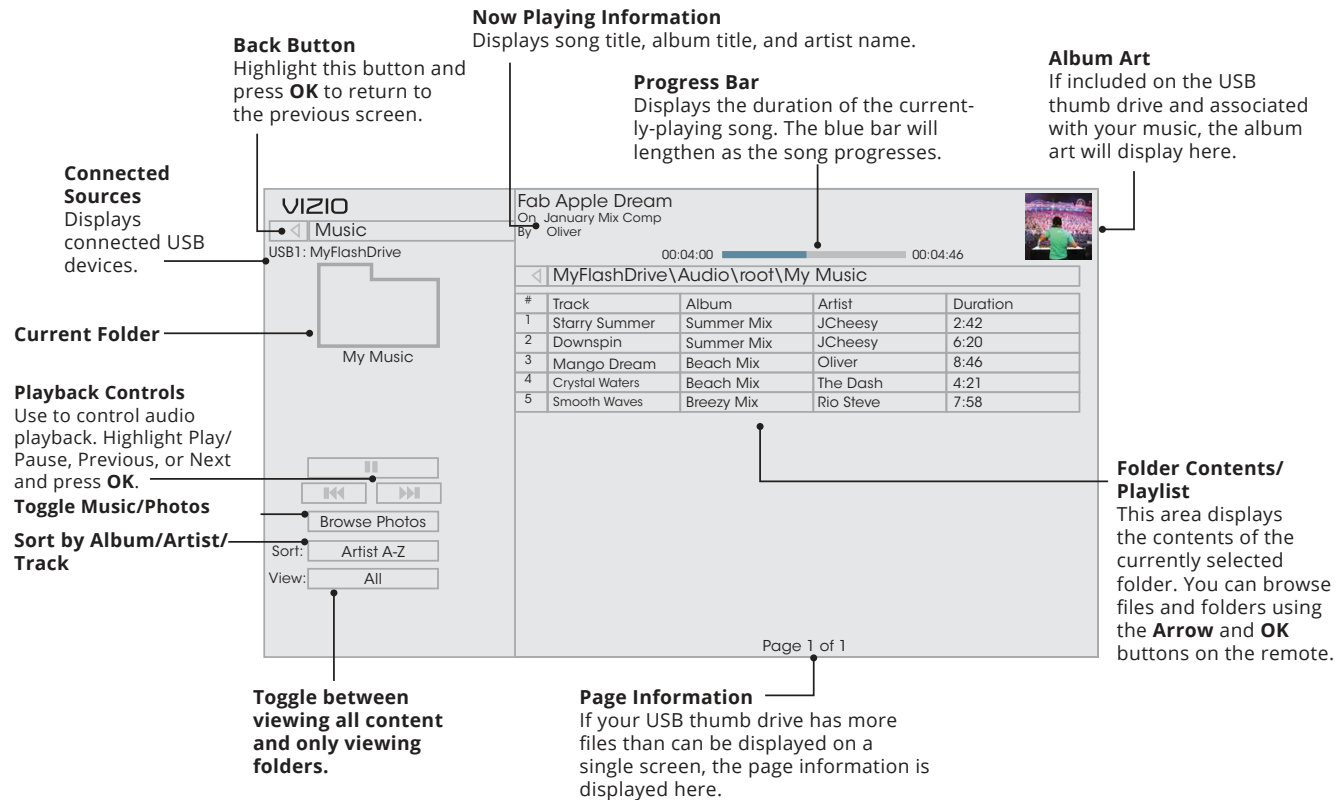 Now Playing Information
Displays song title, album title, and artist name.
Back Button
Highlight this button and
press OK to return to
the previous screen.
Progress Bar
Displays the duration of the current-
ly-playing song. The blue bar will
lengthen as the song progresses.
Album Art
If included on the USB
thumb drive and associated
with your music, the album
art will display here.
Connected
Sources
Displays
connected USB
devices.
Current Folder
Playback Controls
Use to control audio
playback. Highlight Play/
Pause, Previous, or Next
and press OK.
Toggle Music/Photos
Sort by Album/Artist/
Track
VIZIO
Music
USB1: MyFlashDrive
My Music
Browse Photos
Sort: Artist A-Z
View: All
Fab Apple Dream
On January Mix Comp
By Oliver
00:04:00 00:04:46
MyFlashDrive\Audio\root\My Music
# Track Album Artist Duration
1 Starry Summer Summer Mix JCheesy 2:42
2 Downspin Summer Mix JCheesy 6:20
3 Mango Dream Beach Mix Oliver 8:46
4 Crystal Waters Beach Mix The Dash 4:21
5 Smooth Waves Breezy Mix Rio Steve 7:58
Page 1 of 1
Folder Contents/
Playlist
This area displays
the contents of the
currently selected
folder. You can browse
files and folders using
the Arrow and OK
buttons on the remote.
Toggle between
viewing all content
and only viewing
folders.
Page Information
If your USB thumb drive has more
files than can be displayed on a
single screen, the page information is
displayed here.